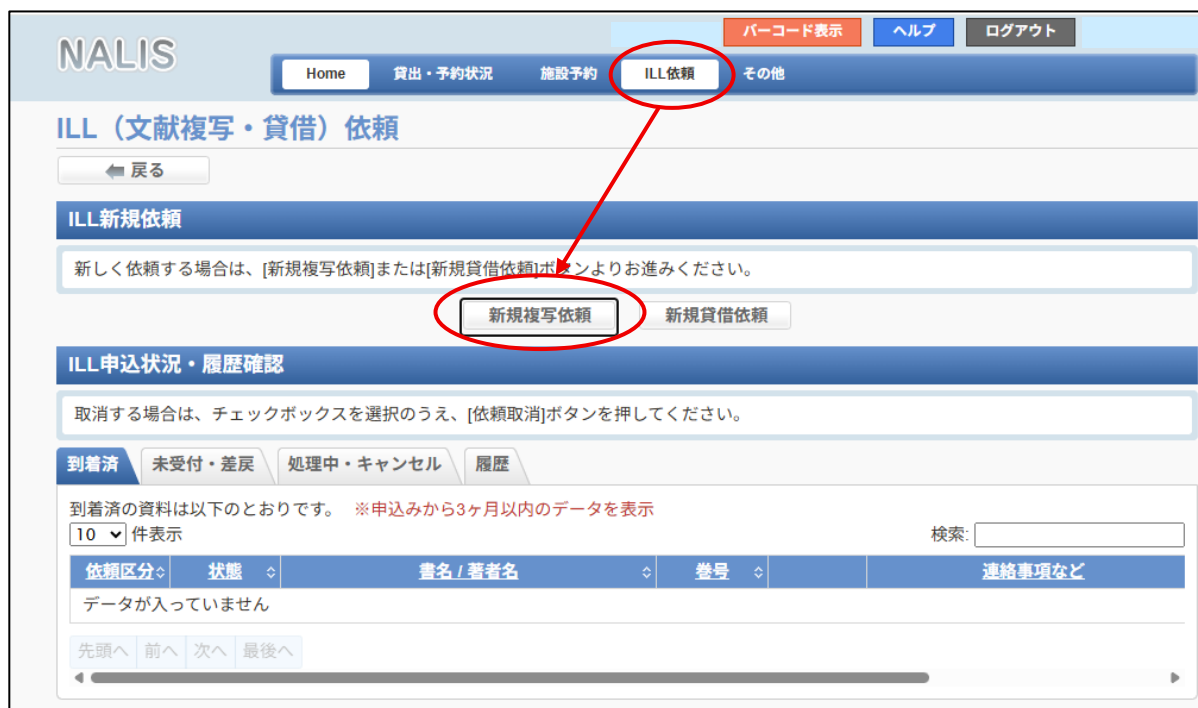 バーコード表示 ヘルプ ログアウト
NALIS
Home 貸出・予約状況 施設予約 ILL依頼 その他
ILL（文献複写・貸借）依頼
戻る
ILL新規依頼
新しく依頼する場合は、[新規複写依頼]または[新規貸借依頼]ボタンよりお進みください。
新規複写依頼 新規貸借依頼
ILL申込状況・履歴確認
取消する場合は、チェックボックスを選択のうえ、[依頼取消]ボタンを押してください。
到着済 未受付・差戻 処理中・キャンセル 履歴
到着済の資料は以下のとおりです。 ※申込みから3ヶ月以内のデータを表示
10 件表示 検索:
依頼区分 状態 書名 / 著者名 巻号 連絡事項など
データが入っていません
先頭へ 前へ 次へ 最後へ